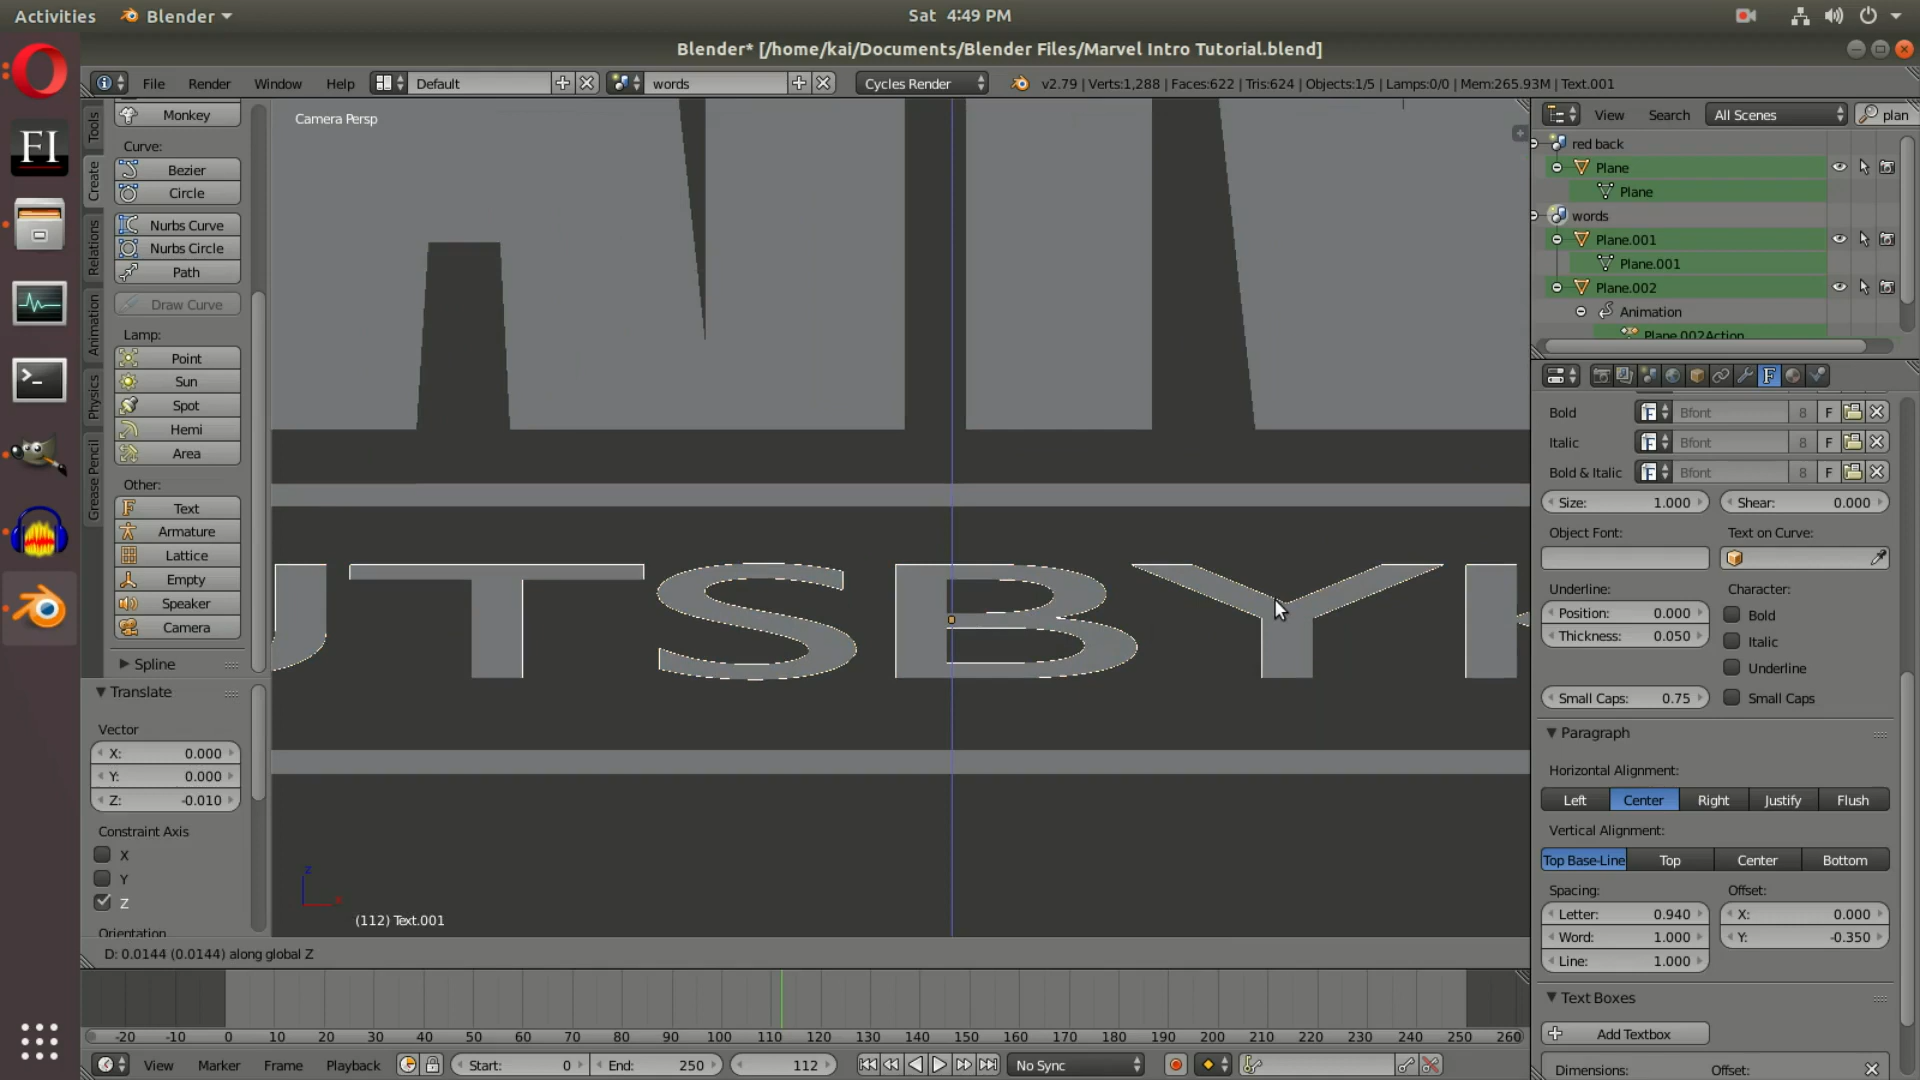 Activities
Blender
Sat 4:49 PM
Blender* [/home/kai/Documents/Blender Files/Marvel Intro Tutorial.blend]
File
Render
Window
Help
Default
words
Cycles Render
v2.79 | Verts:1,288 | Faces:622 | Tris:624 | Objects:1/5 | Lamps:0/0 | Mem:265.93M | Text.001
FI
Tools
Create
Relations
Animation
Physics
Grease Pencil
Monkey
Curve:
Bezier
Circle
Nurbs Curve
Nurbs Circle
Path
Draw Curve
Lamp:
Point
Sun
Spot
Hemi
Area
Other:
Text
Armature
Lattice
Empty
Speaker
Camera
Spline
Translate
Vector
X: 0.000
Y: 0.000
Z: -0.010
Constraint Axis
X
Y
Z
Orientation
Camera Persp
UTSBYK
z
x
(112) Text.001
D: 0.0144 (0.0144) along global Z
-20 -10 0 10 20 30 40 50 60 70 80 90 100 110 120 130 140 150 160 170 180 190 200 210 220 230 240 250 260
View
Marker
Frame
Playback
Start: 0
End: 250
112
No Sync
View
Search
All Scenes
plan
red back
Plane
Plane
words
Plane.001
Plane.001
Plane.002
Animation
Plane.002Action
Bold
Bfont
8
F
Italic
Bfont
8
F
Bold & Italic
Bfont
8
F
Size: 1.000
Shear: 0.000
Object Font:
Text on Curve:
Underline:
Character:
Position: 0.000
Bold
Thickness: 0.050
Italic
Underline
Small Caps: 0.75
Small Caps
Paragraph
Horizontal Alignment:
Left
Center
Right
Justify
Flush
Vertical Alignment:
Top Base-Line
Top
Center
Bottom
Spacing:
Offset:
Letter: 0.940
X: 0.000
Word: 1.000
Y: -0.350
Line: 1.000
Text Boxes
Add Textbox
Dimensions:
Offset: